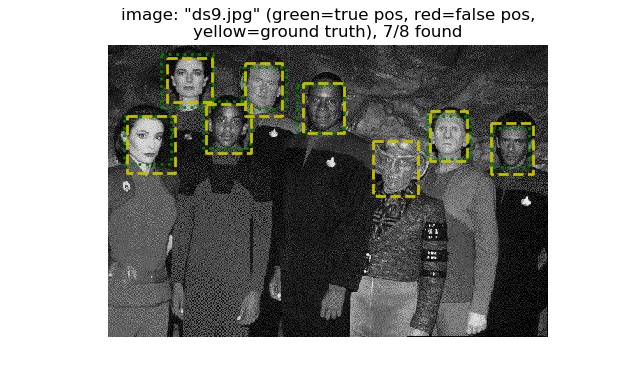 image: "ds9.jpg" (green=true pos, red=false pos,
yellow=ground truth), 7/8 found